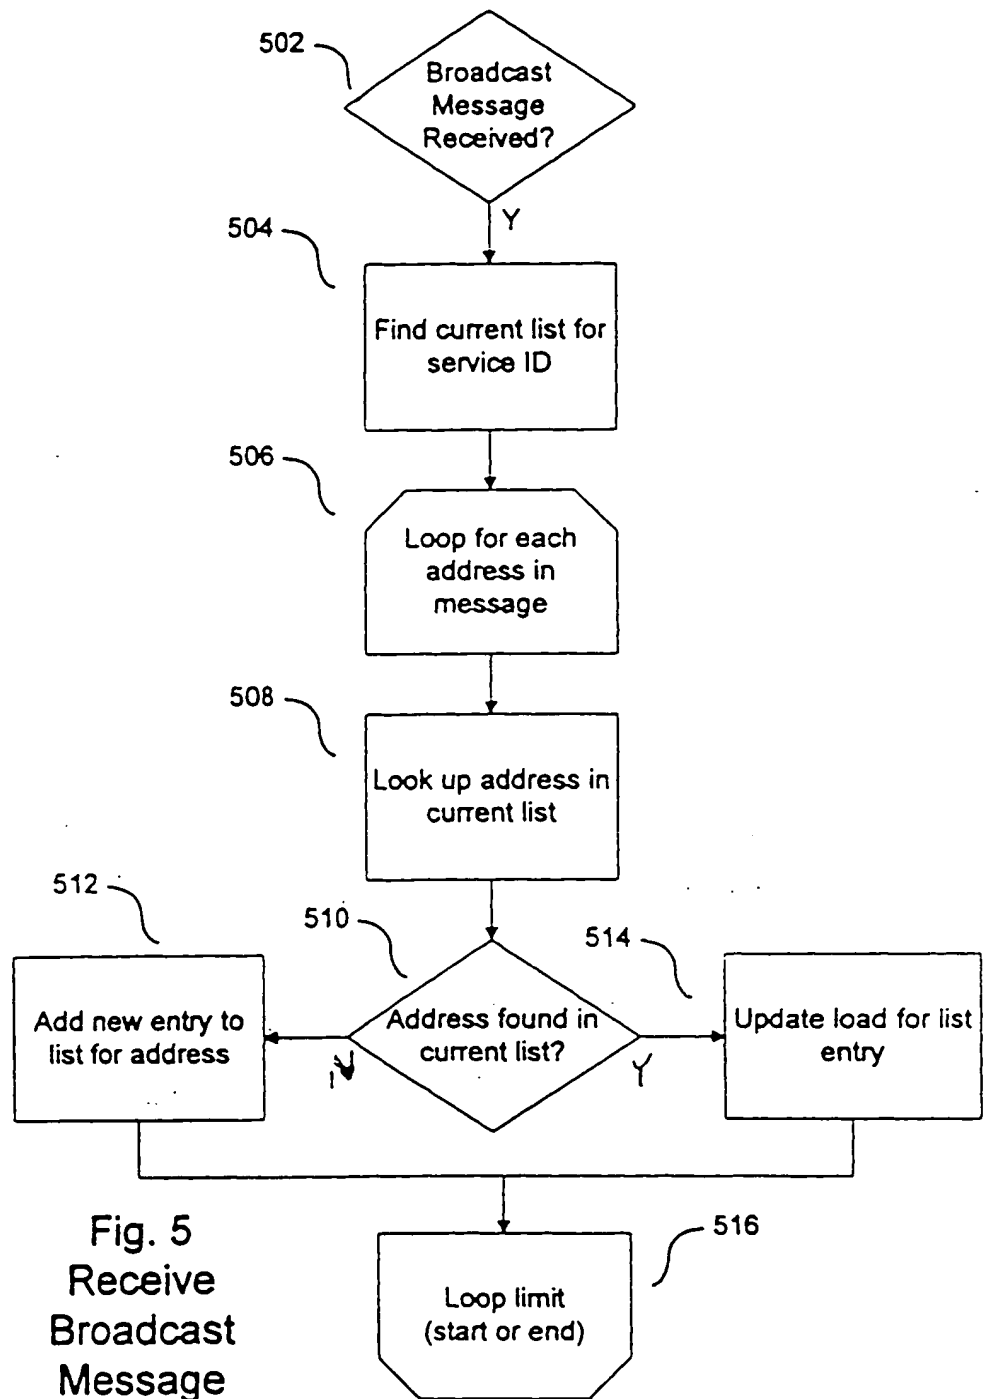 502
Broadcast
Message
Received?
Y
504
Find current list for
service ID
506
Loop for each
address in
message
508
Look up address in
current list
512
510
514
Add new entry to
list for address
Address found in
current list?
Update load for list
entry
N
Y
516
Loop limit
(start or end)
Fig. 5
Receive
Broadcast
Message